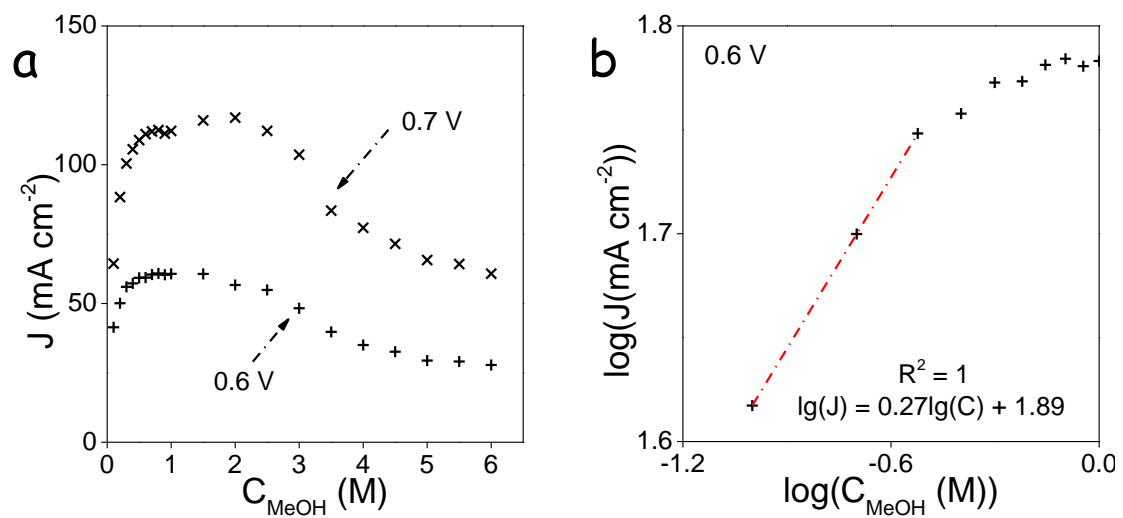 a
150
100
50
0
J (mA cm⁻²)
0.7 V
0.6 V
0 1 2 3 4 5 6
C_MeOH (M)
b
0.6 V
1.8
1.7
1.6
log(J(mA cm⁻²))
R² = 1
lg(J) = 0.27lg(C) + 1.89
-1.2 -0.6 0.0
log(C_MeOH (M))